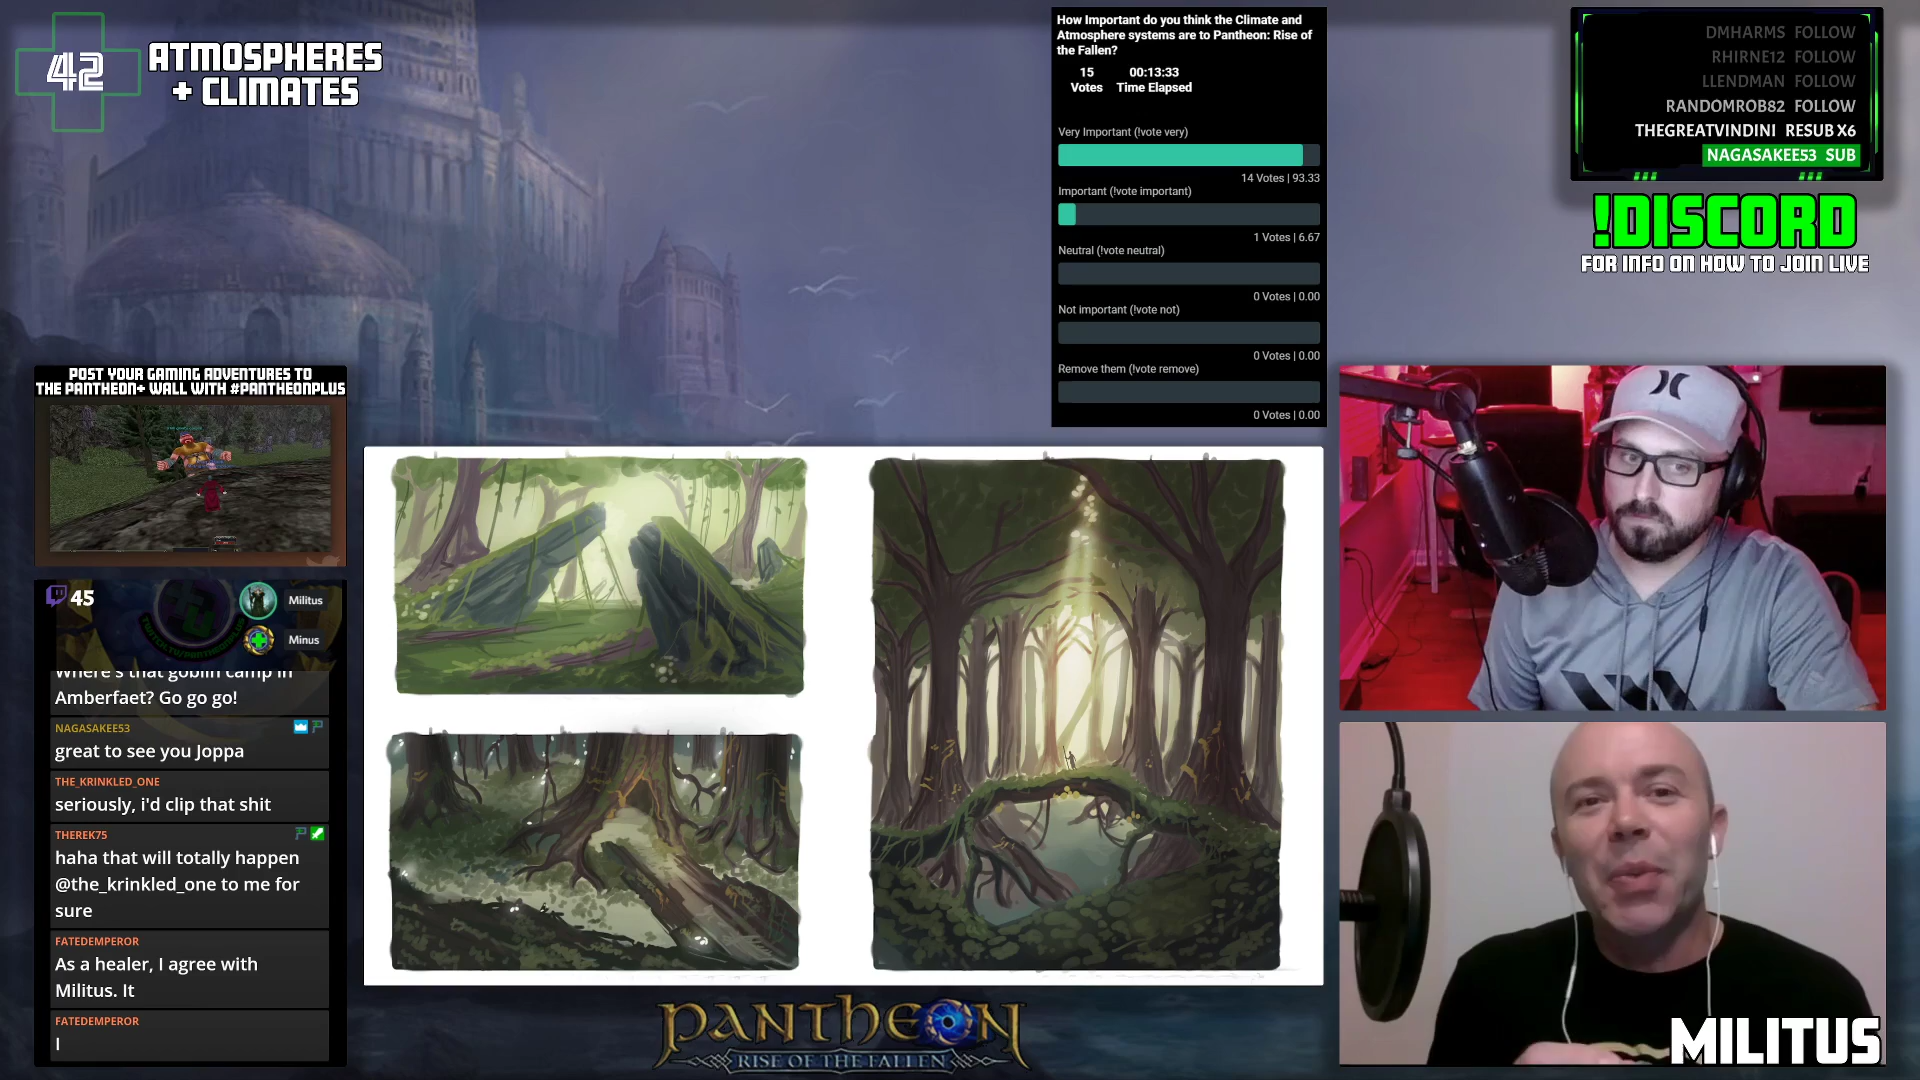 42
ATMOSPHERES
+ CLIMATES
How Important do you think the Climate and
Atmosphere systems are to Pantheon: Rise of
the Fallen?
15 00:13:33
Votes Time Elapsed
Very Important (!vote very)
14 Votes | 93.33
Important (!vote important)
1 Votes | 6.67
Neutral (!vote neutral)
0 Votes | 0.00
Not important (!vote not)
0 Votes | 0.00
Remove them (!vote remove)
0 Votes | 0.00
DMHARMS FOLLOW
RHIRNE12 FOLLOW
LLENDMAN FOLLOW
RANDOMROB82 FOLLOW
THEGREATVINDINI RESUB X6
NAGASAKEE53 SUB
!DISCORD
FOR INFO ON HOW TO JOIN LIVE
POST YOUR GAMING ADVENTURES TO
THE PANTHEON+ WALL WITH #PANTHEONPLUS
45
Militus
Minus
Where's that goblin camp in
Amberfaet? Go go go!
NAGASAKEE53
great to see you Joppa
THE_KRINKLED_ONE
seriously, i'd clip that shit
THEREK75
haha that will totally happen
@the_krinkled_one to me for
sure
FATEDEMPEROR
As a healer, I agree with
Militus. It
FATEDEMPEROR
I
PANTHEON
RISE OF THE FALLEN
MILITUS